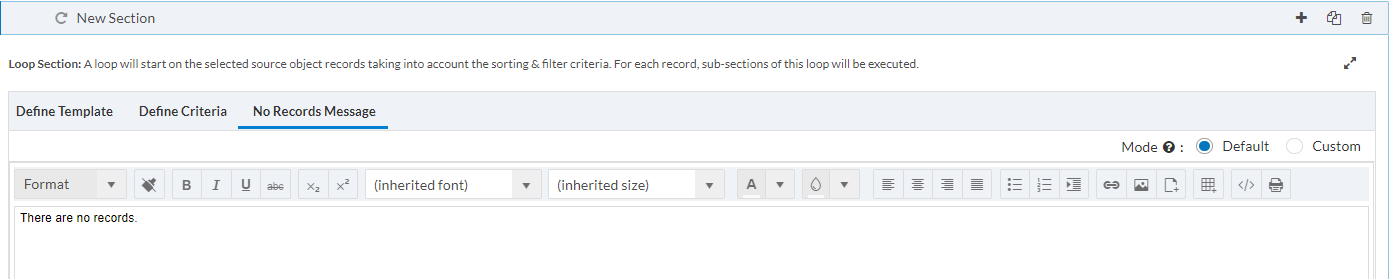 New Section
Loop Section: A loop will start on the selected source object records taking into account the sorting & filter criteria. For each record, sub-sections of this loop will be executed.
Define Template Define Criteria No Records Message
Mode ? : Default Custom
Format B I U abc x₂ x² (inherited font) (inherited size) A </>
There are no records.